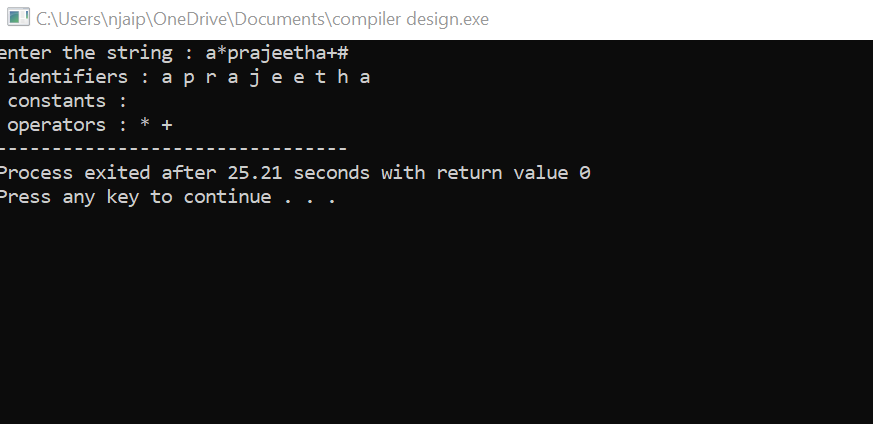 C:\Users\njaip\OneDrive\Documents\compiler design.exe
enter the string : a*prajeetha+#
identifiers : a p r a j e e t h a
constants :
operators : * +
--------------------------------
Process exited after 25.21 seconds with return value 0
Press any key to continue . . .